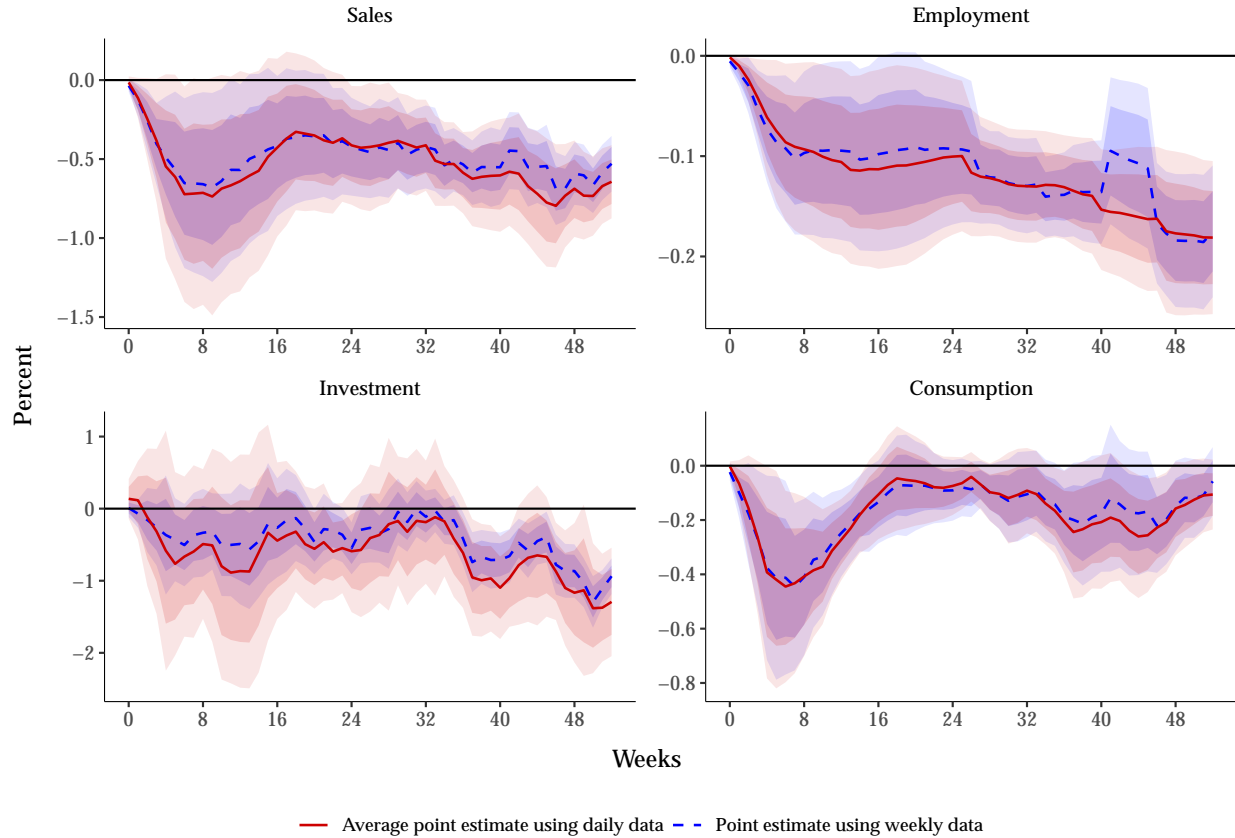 Sales
Employment
0.0
−0.5
−1.0
−1.5
0 8 16 24 32 40 48
0.0
−0.1
−0.2
0 8 16 24 32 40 48
Percent
Investment
Consumption
1
0
−1
−2
0 8 16 24 32 40 48
0.0
−0.2
−0.4
−0.6
−0.8
0 8 16 24 32 40 48
Weeks
Average point estimate using daily data Point estimate using weekly data